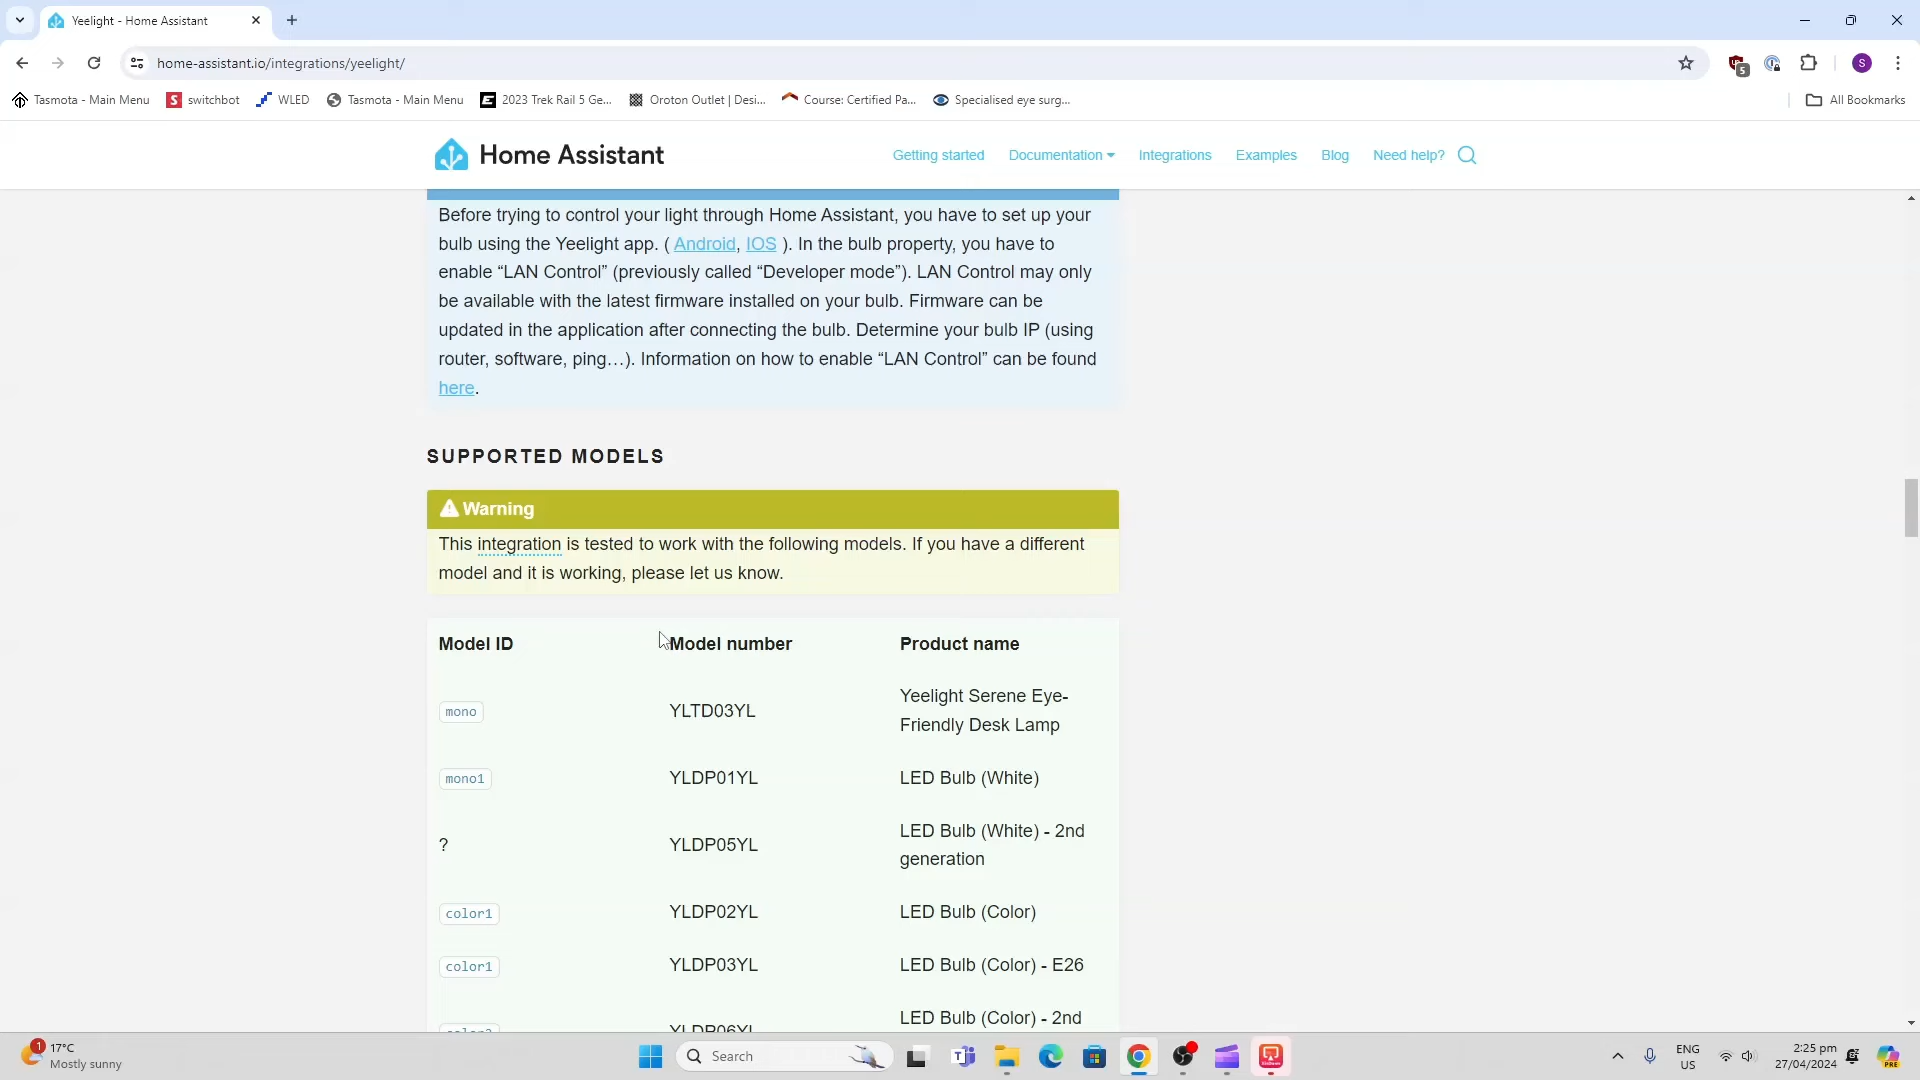 Yeelight - Home Assistant
home-assistant.io/integrations/yeelight/
5
S
Tasmota - Main Menu
switchbot
WLED
Tasmota - Main Menu
2023 Trek Rail 5 Ge...
Oroton Outlet | Desi...
Course: Certified Pa...
Specialised eye surg...
All Bookmarks
Home Assistant
Getting started
Documentation
Integrations
Examples
Blog
Need help?
Before trying to control your light through Home Assistant, you have to set up your
bulb using the Yeelight app. ( Android, IOS ). In the bulb property, you have to
enable “LAN Control” (previously called “Developer mode”). LAN Control may only
be available with the latest firmware installed on your bulb. Firmware can be
updated in the application after connecting the bulb. Determine your bulb IP (using
router, software, ping…). Information on how to enable “LAN Control” can be found
here.
SUPPORTED MODELS
Warning
This integration is tested to work with the following models. If you have a different
model and it is working, please let us know.
Model ID Model number Product name
mono YLTD03YL Yeelight Serene Eye-
Friendly Desk Lamp
mono1 YLDP01YL LED Bulb (White)
? YLDP05YL LED Bulb (White) - 2nd
generation
color1 YLDP02YL LED Bulb (Color)
color1 YLDP03YL LED Bulb (Color) - E26
YLDP06YL LED Bulb (Color) - 2nd
1
17°C
Mostly sunny
Search
ENG
US
2:25 pm
27/04/2024
PRE